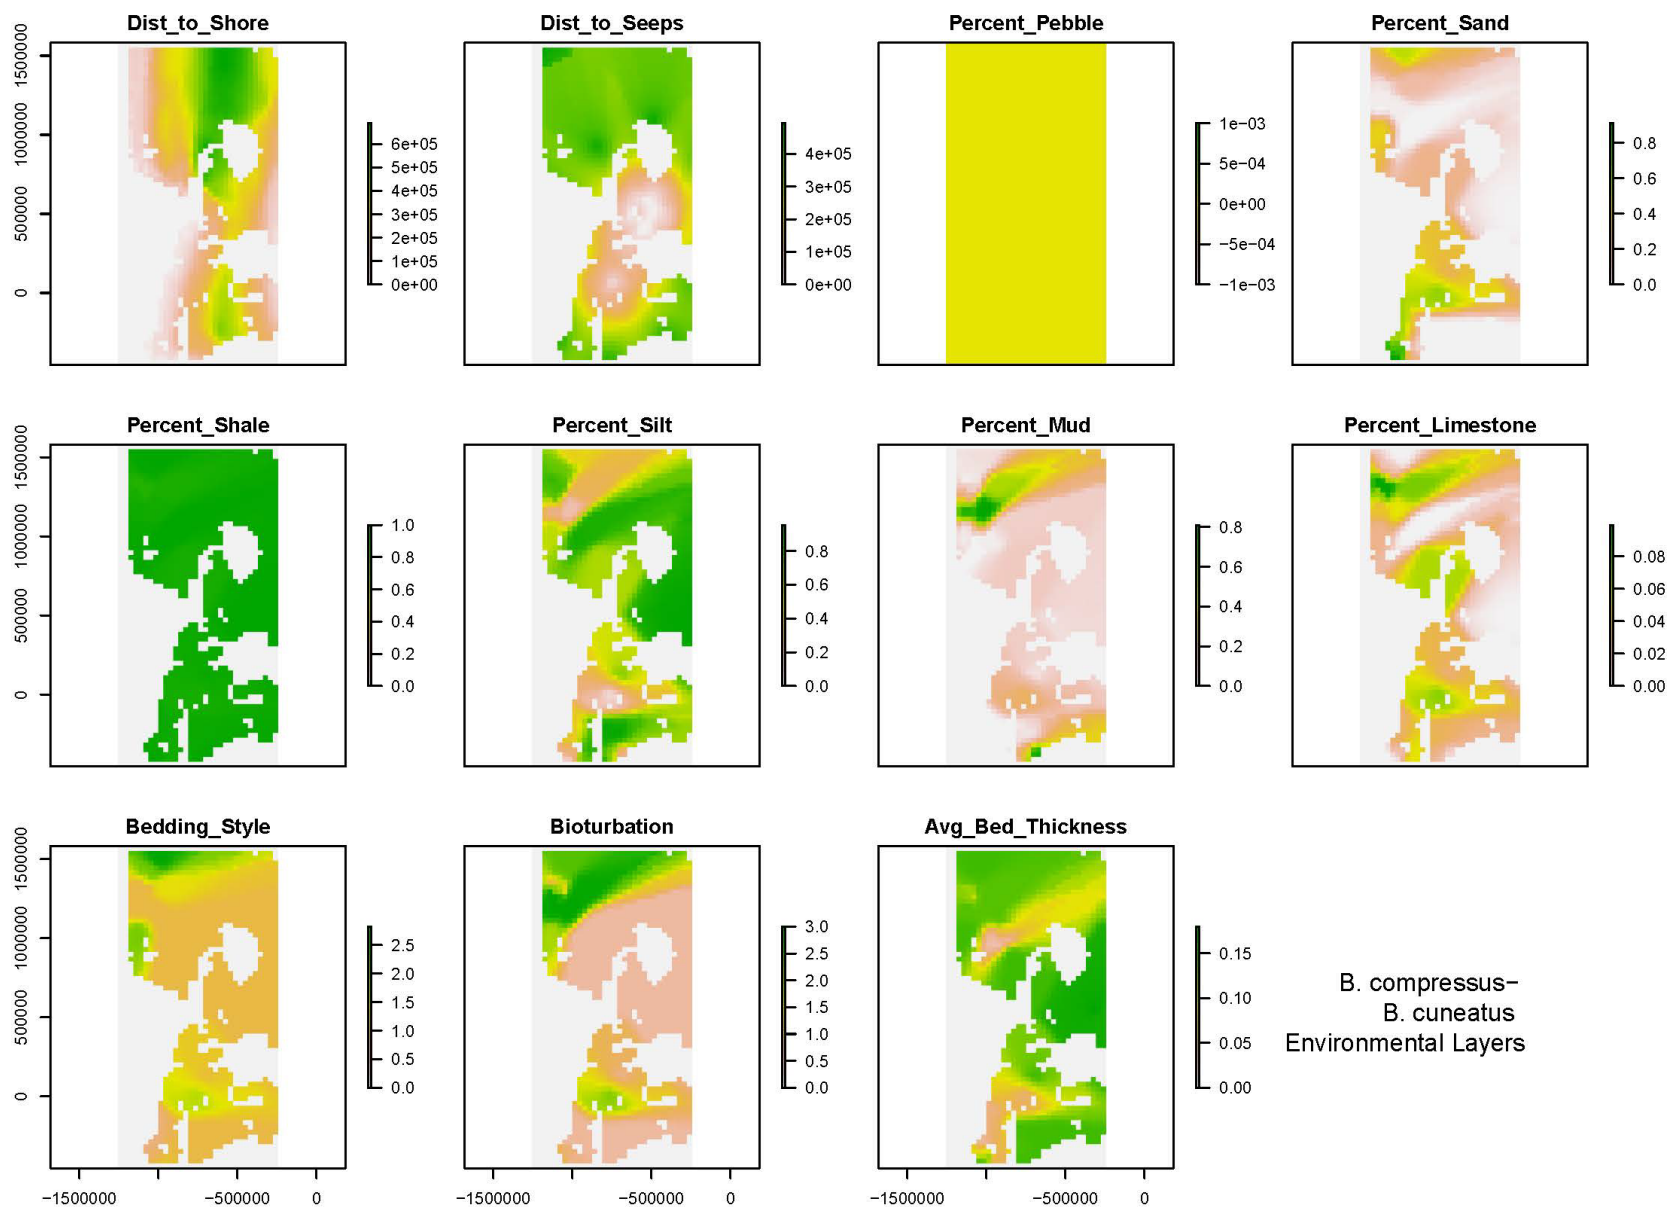 Dist_to_Shore
Dist_to_Seeps
Percent_Pebble
Percent_Sand
1500000
1000000
500000
0
6e+05
5e+05
4e+05
3e+05
2e+05
1e+05
0e+00
4e+05
3e+05
2e+05
1e+05
0e+00
1e−03
5e−04
0e+00
−5e−04
−1e−03
0.8
0.6
0.4
0.2
0.0
Percent_Shale
Percent_Silt
Percent_Mud
Percent_Limestone
1500000
1000000
500000
0
1.0
0.8
0.6
0.4
0.2
0.0
0.8
0.6
0.4
0.2
0.0
0.8
0.6
0.4
0.2
0.0
0.08
0.06
0.04
0.02
0.00
Bedding_Style
Bioturbation
Avg_Bed_Thickness
1500000
1000000
500000
0
2.5
2.0
1.5
1.0
0.5
0.0
3.0
2.5
2.0
1.5
1.0
0.5
0.0
0.15
0.10
0.05
0.00
B. compressus−
B. cuneatus
Environmental Layers
−1500000 −500000 0
−1500000 −500000 0
−1500000 −500000 0